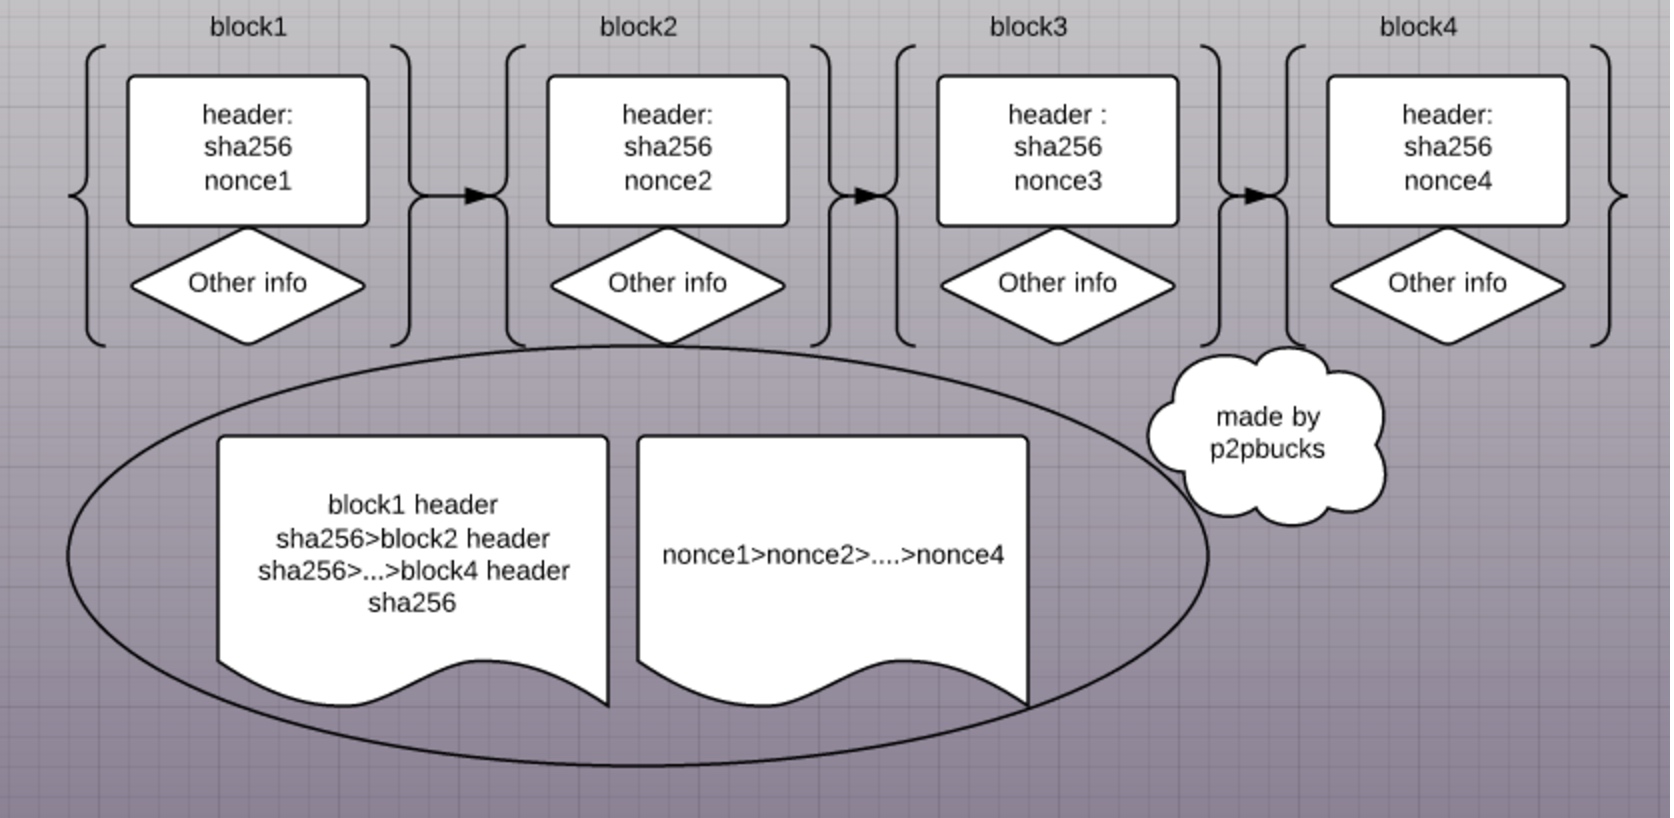 block1
block2
block3
block4
header:
sha256
nonce1
header:
sha256
nonce2
header :
sha256
nonce3
header:
sha256
nonce4
Other info
Other info
Other info
Other info
made by
p2pbucks
block1 header
sha256>block2 header
sha256>...>block4 header
sha256
nonce1>nonce2>....>nonce4